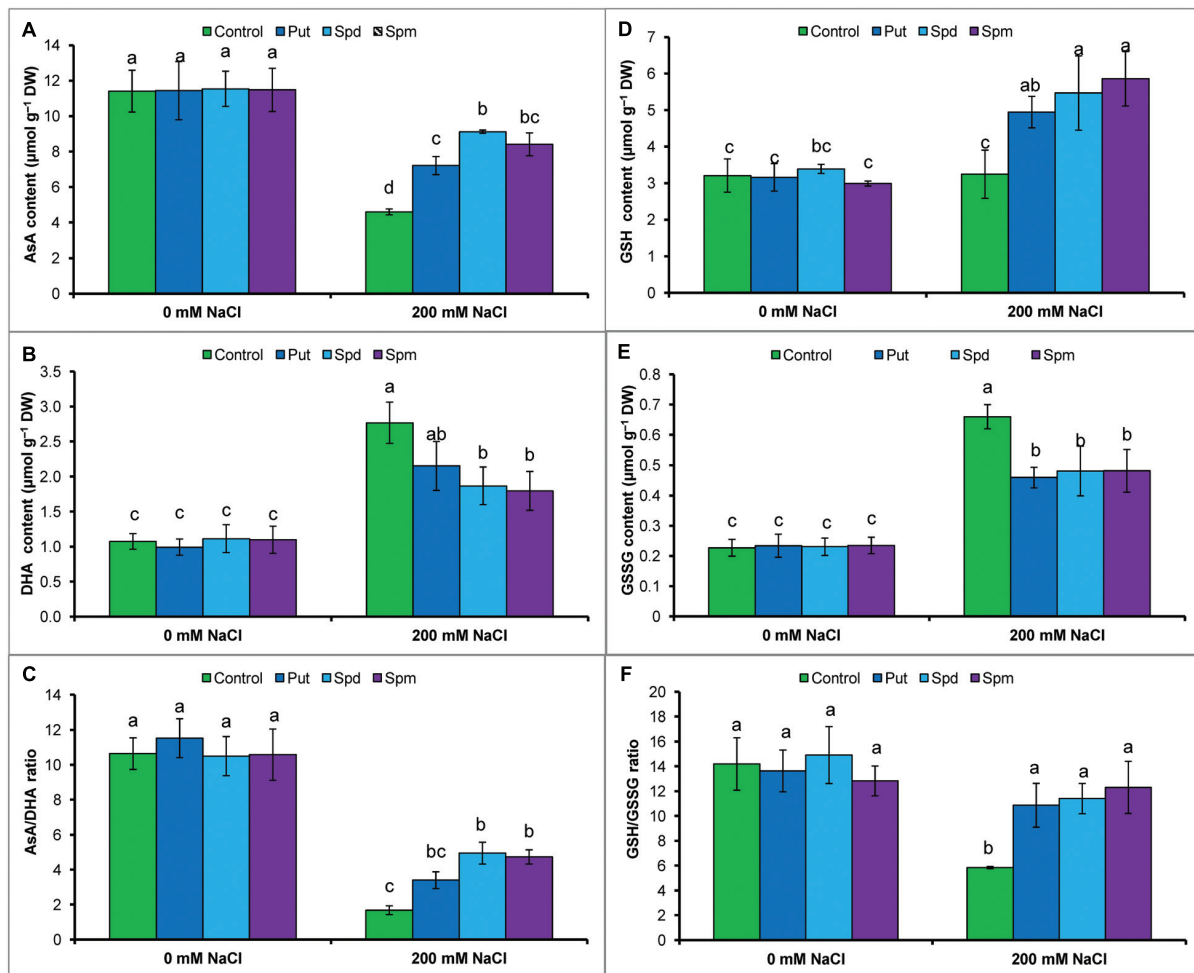 A
Control Put Spd Spm
AsA content (µmol g⁻¹ DW)
14
12
10
8
6
4
2
0
a a a a
d c b bc
0 mM NaCl 200 mM NaCl
B
Control Put Spd Spm
DHA content (µmol g⁻¹ DW)
3.5
3.0
2.5
2.0
1.5
1.0
0.5
0.0
c c c c
a ab b b
0 mM NaCl 200 mM NaCl
C
Control Put Spd Spm
AsA/DHA ratio
14
12
10
8
6
4
2
0
a a a a
c bc b b
0 mM NaCl 200 mM NaCl
D
Control Put Spd Spm
GSH content (µmol g⁻¹ DW)
7
6
5
4
3
2
1
0
c c bc c
c ab a a
0 mM NaCl 200 mM NaCl
E
Control Put Spd Spm
GSSG content (µmol g⁻¹ DW)
0.8
0.7
0.6
0.5
0.4
0.3
0.2
0.1
0
c c c c
a b b b
0 mM NaCl 200 mM NaCl
F
Control Put Spd Spm
GSH/GSSG ratio
20
18
16
14
12
10
8
6
4
2
0
a a a a
b a a a
0 mM NaCl 200 mM NaCl